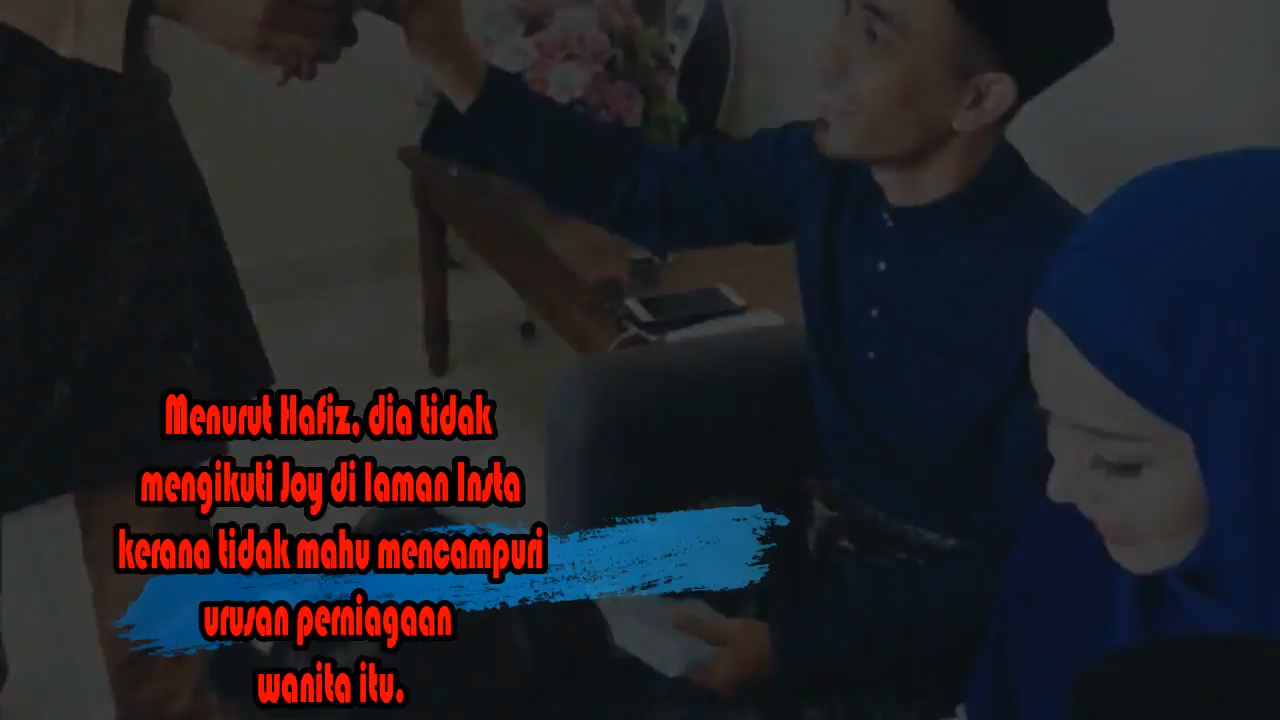 Menurut Hafiz, dia tidak
mengikuti Joy di laman Insta
kerana tidak mahu mencampuri
urusan perniagaan
wanita itu.